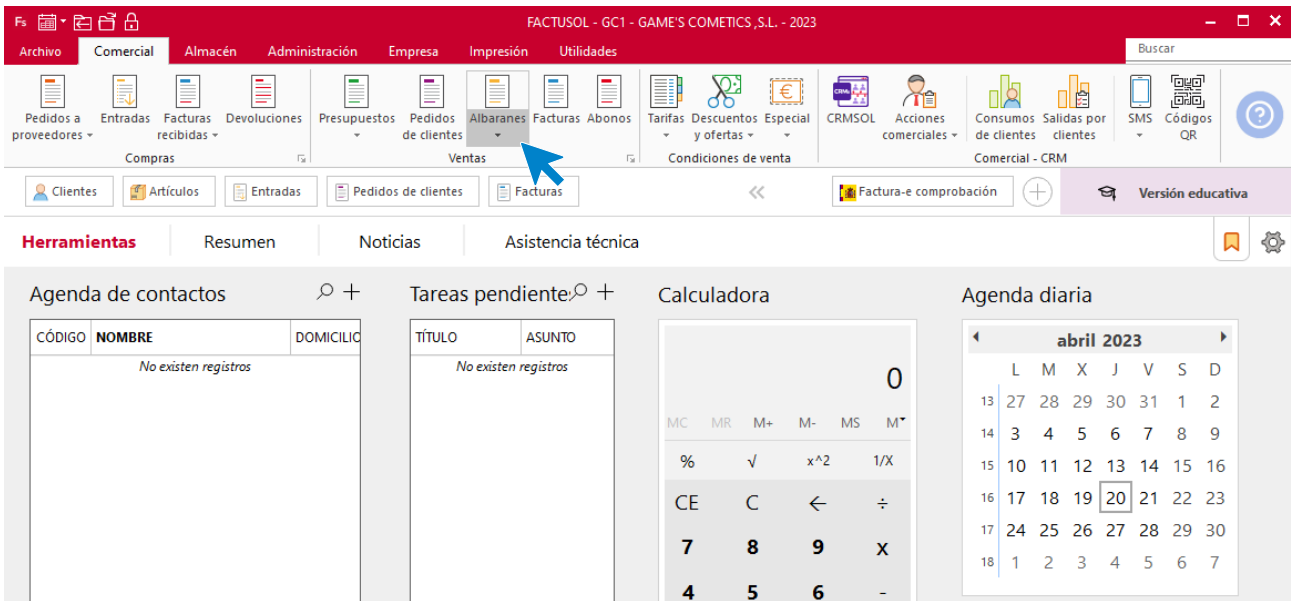 Fs
FACTUSOL - GC1 - GAME'S COMETICS ,S.L. - 2023
Archivo Comercial Almacén Administración Empresa Impresión Utilidades Buscar
Pedidos a proveedores
Entradas
Facturas recibidas
Devoluciones
Presupuestos
Pedidos de clientes
Albaranes
Facturas
Abonos
Tarifas
Descuentos y ofertas
Especial
CRMSOL
Acciones comerciales
Consumos de clientes
Salidas por clientes
SMS
Códigos QR
Compras Ventas Condiciones de venta Comercial - CRM
Clientes Artículos Entradas Pedidos de clientes Facturas Factura-e comprobación Versión educativa
Herramientas Resumen Noticias Asistencia técnica
Agenda de contactos
CÓDIGO NOMBRE DOMICILIO
No existen registros
Tareas pendiente
TÍTULO ASUNTO
No existen registros
Calculadora
0
MC MR M+ M- MS M
% √ x^2 1/X
CE C ← ÷
7 8 9 x
4 5 6 -
Agenda diaria
abril 2023
L M X J V S D
13 27 28 29 30 31 1 2
14 3 4 5 6 7 8 9
15 10 11 12 13 14 15 16
16 17 18 19 20 21 22 23
17 24 25 26 27 28 29 30
18 1 2 3 4 5 6 7